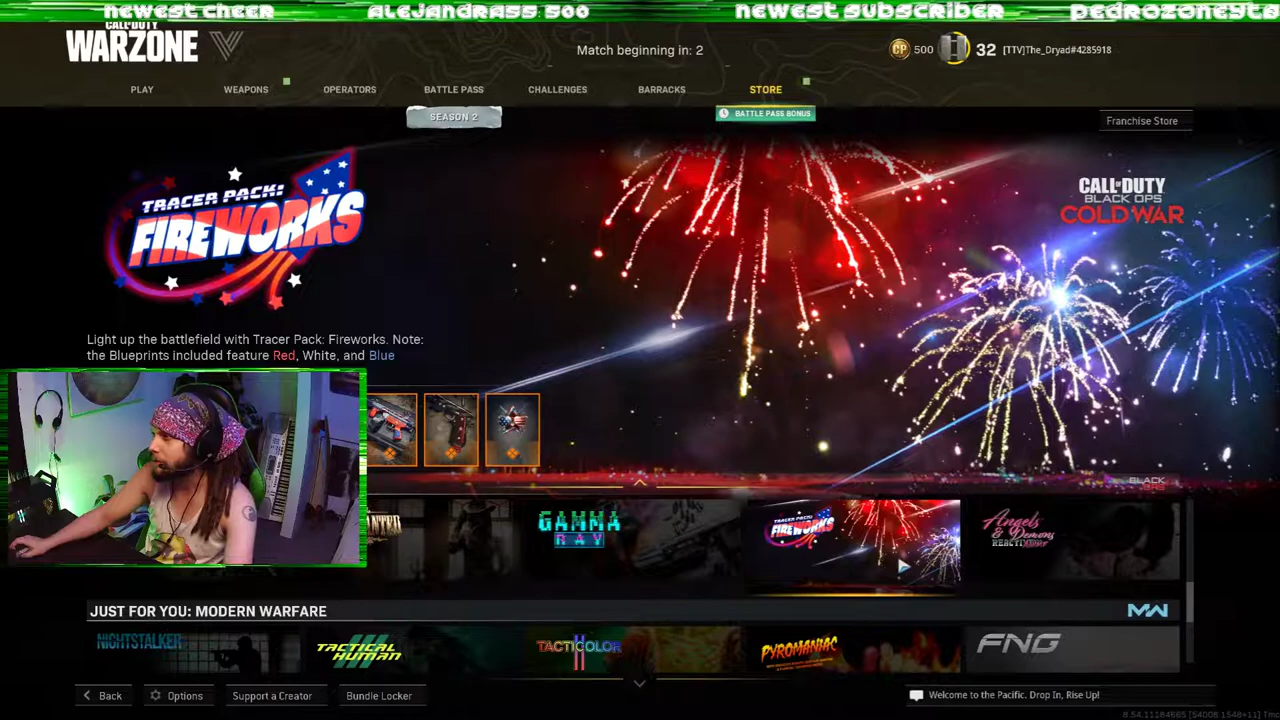 newest cheer
ALEJANDRASS 500
newest subscriber
CALL OF DUTY
WARZONE
Match beginning in: 2
CP 500
32
[TTV]The_Dryad#4285918
PLAY
WEAPONS
OPERATORS
BATTLE PASS
CHALLENGES
BARRACKS
STORE
SEASON 2
BATTLE PASS BONUS
Franchise Store
TRACER PACK:
FIREWORKS
CALL OF DUTY
BLACK OPS
COLD WAR
Light up the battlefield with Tracer Pack: Fireworks. Note:
the Blueprints included feature Red, White, and Blue
BLACK
GAMMA
RAY
TRACER PACK:
FIREWORKS
Angels
& Demons
REACTIVE
JUST FOR YOU: MODERN WARFARE
MW
NIGHTSTALKER
TACTICAL
HUMAN
TACTICOLOR
PYROMANIAC
FNG
Back
Options
Support a Creator
Bundle Locker
Welcome to the Pacific. Drop In, Rise Up!